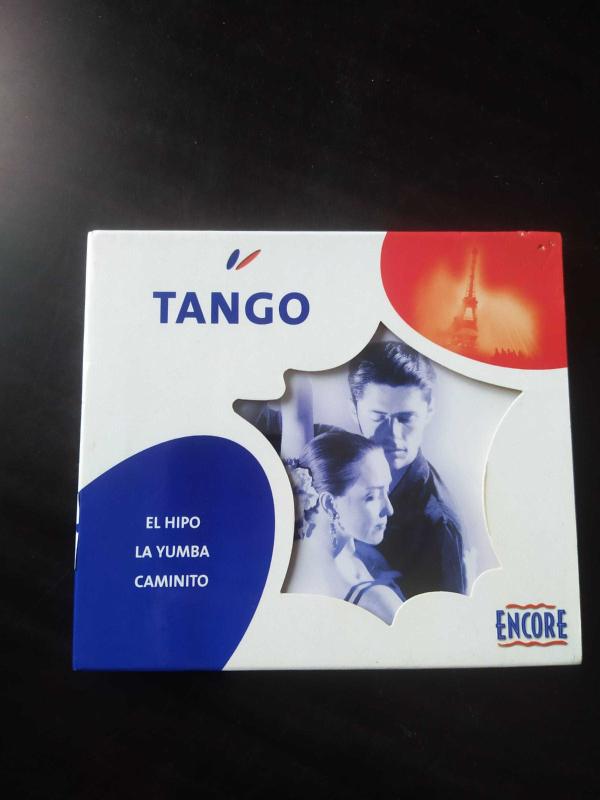 TANGO
EL HIPO
LA YUMBA
CAMINITO
ENCORE